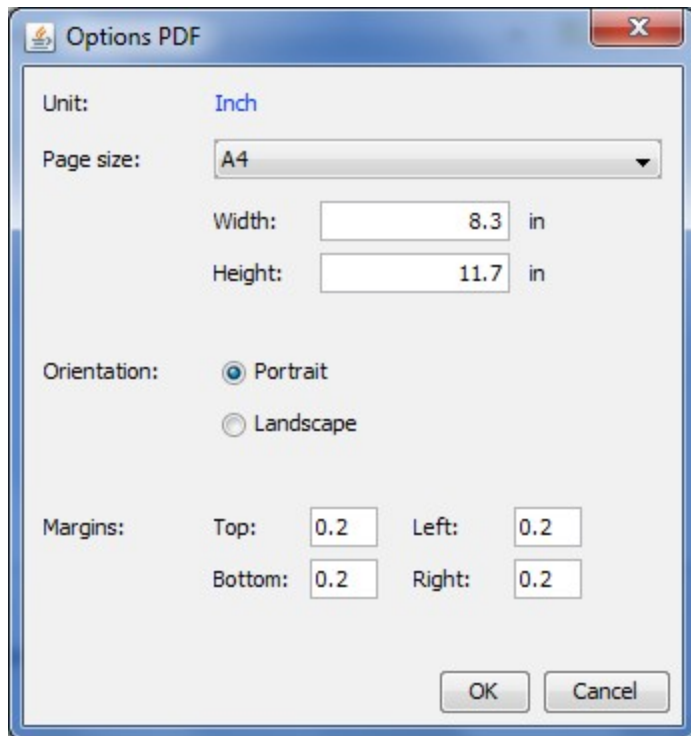 Options PDF
Unit: Inch
Page size: A4
Width: 8.3 in
Height: 11.7 in
Orientation: Portrait
Landscape
Margins: Top: 0.2 Left: 0.2
Bottom: 0.2 Right: 0.2
OK Cancel